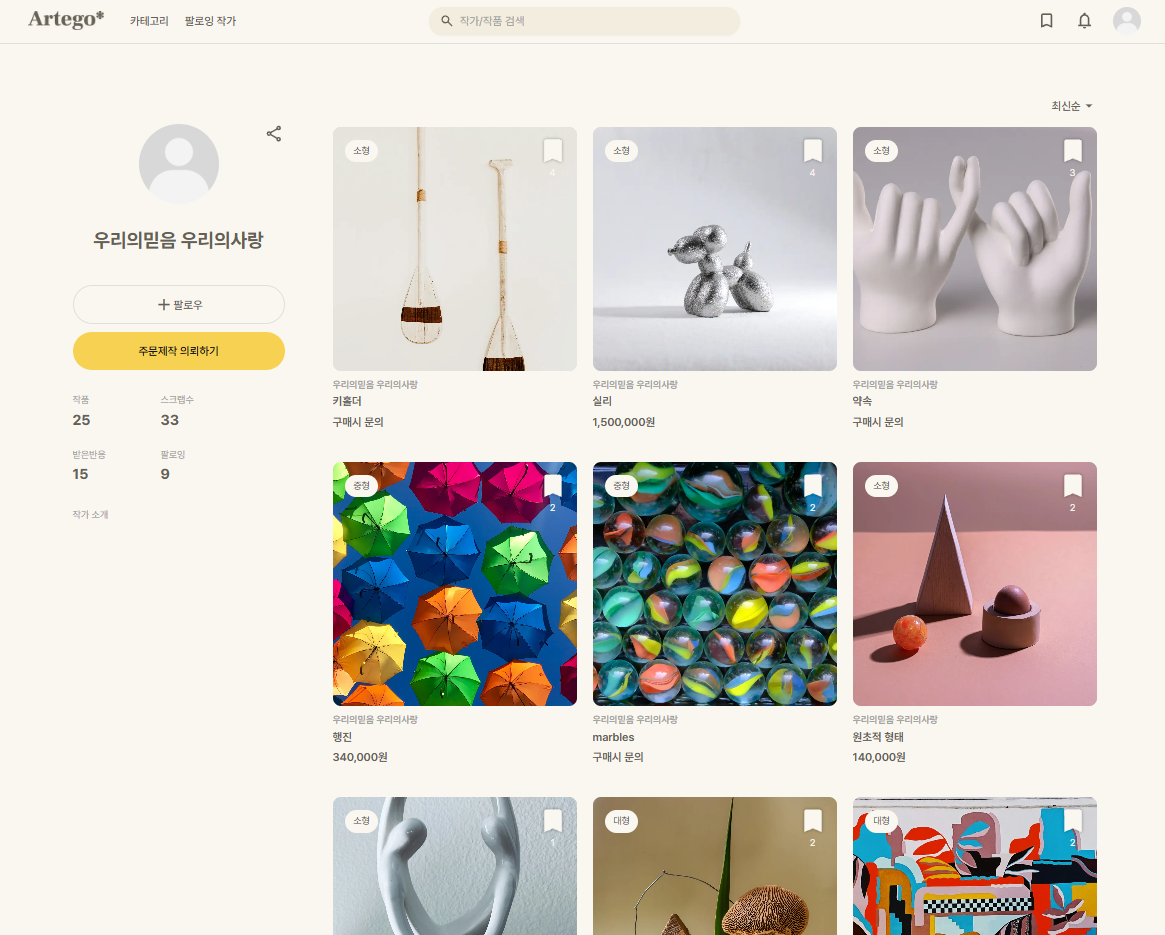 Artego*
카테고리
팔로잉 작가
작가/작품 검색
최신순
우리의믿음 우리의사랑
팔로우
주문제작 의뢰하기
작품
스크랩수
25
33
받은반응
팔로잉
15
9
작가 소개
소형
4
우리의믿음 우리의사랑
키홀더
구매시 문의
소형
4
우리의믿음 우리의사랑
실리
1,500,000원
소형
3
우리의믿음 우리의사랑
약속
구매시 문의
중형
2
우리의믿음 우리의사랑
행진
340,000원
중형
2
우리의믿음 우리의사랑
marbles
구매시 문의
소형
2
우리의믿음 우리의사랑
원초적 형태
140,000원
소형
1
대형
2
대형
2